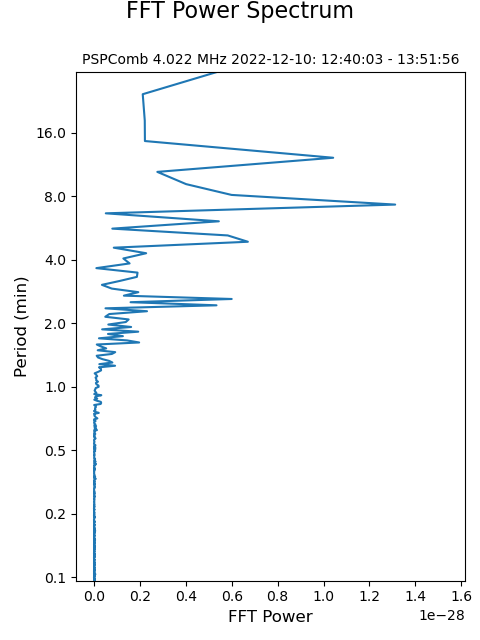 FFT Power Spectrum
PSPComb 4.022 MHz 2022-12-10: 12:40:03 - 13:51:56
16.0
8.0
4.0
2.0
1.0
0.5
0.2
0.1
Period (min)
0.0 0.2 0.4 0.6 0.8 1.0 1.2 1.4 1.6
1e−28
FFT Power